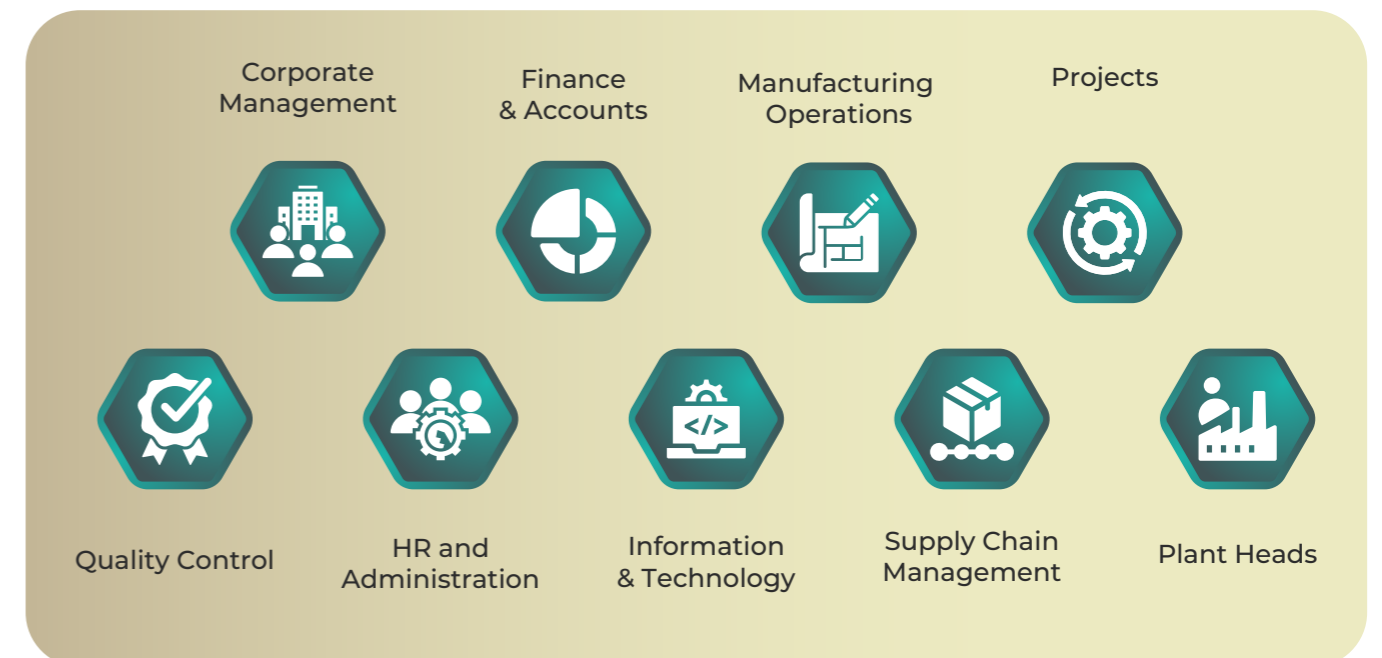 Corporate
Management
Finance
& Accounts
Manufacturing
Operations
Projects
</>
Quality Control
HR and
Administration
Information
& Technology
Supply Chain
Management
Plant Heads